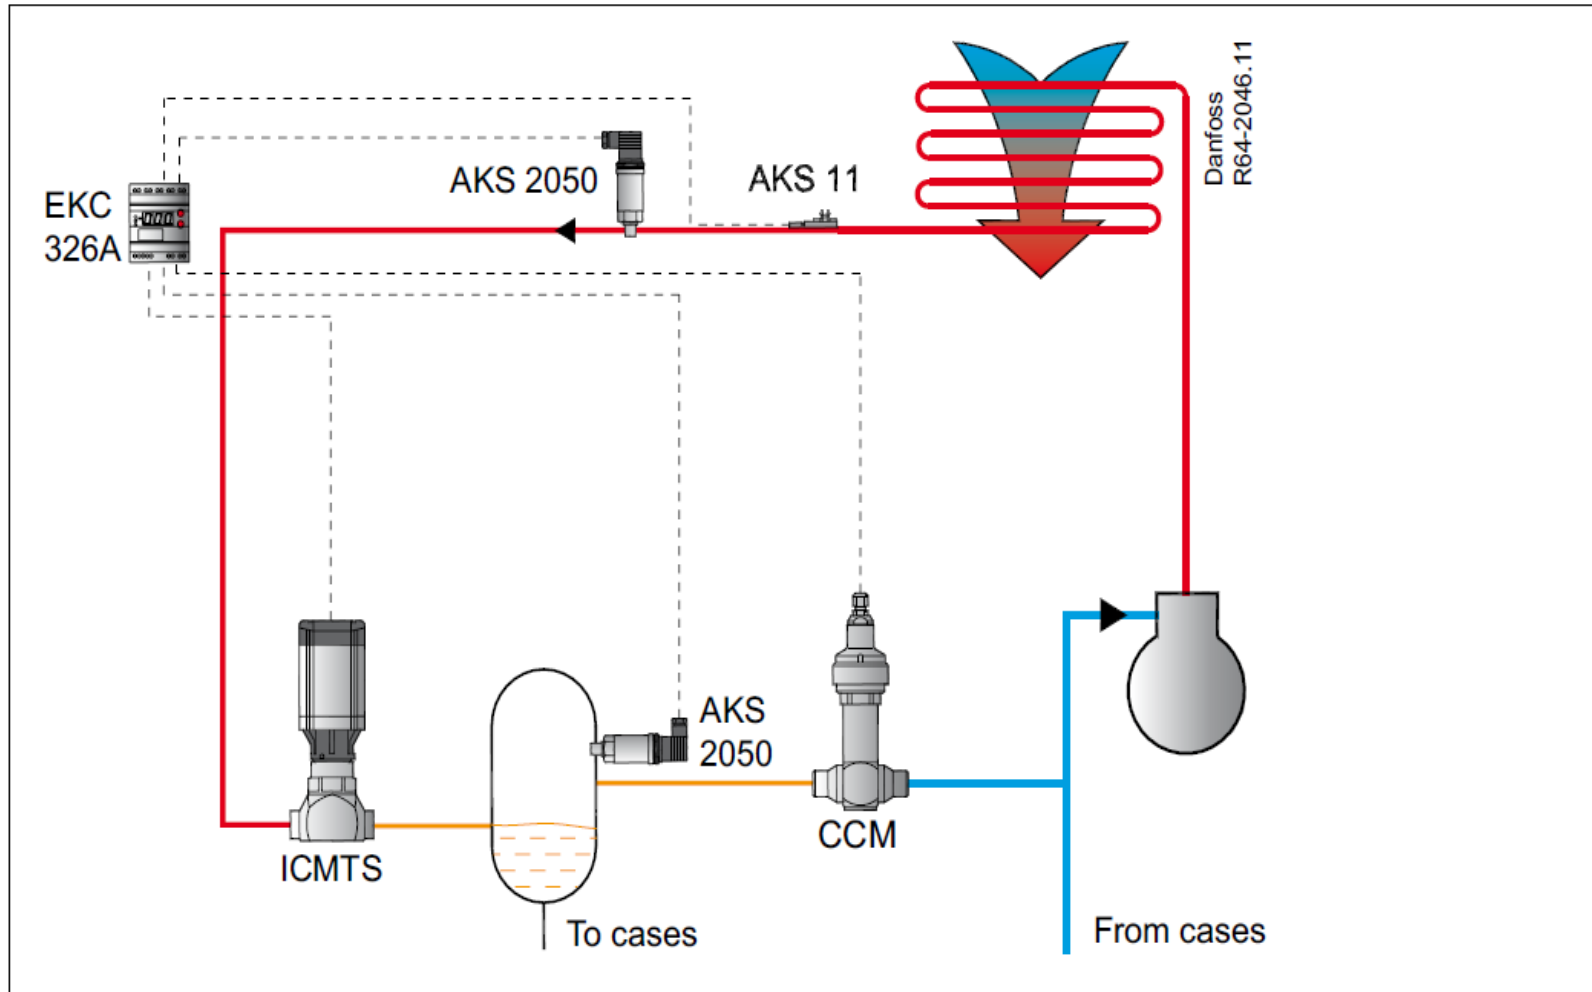 Danfoss
R64-2046.11
AKS 2050
AKS 11
EKC
326A
AKS
2050
CCM
ICMTS
To cases
From cases